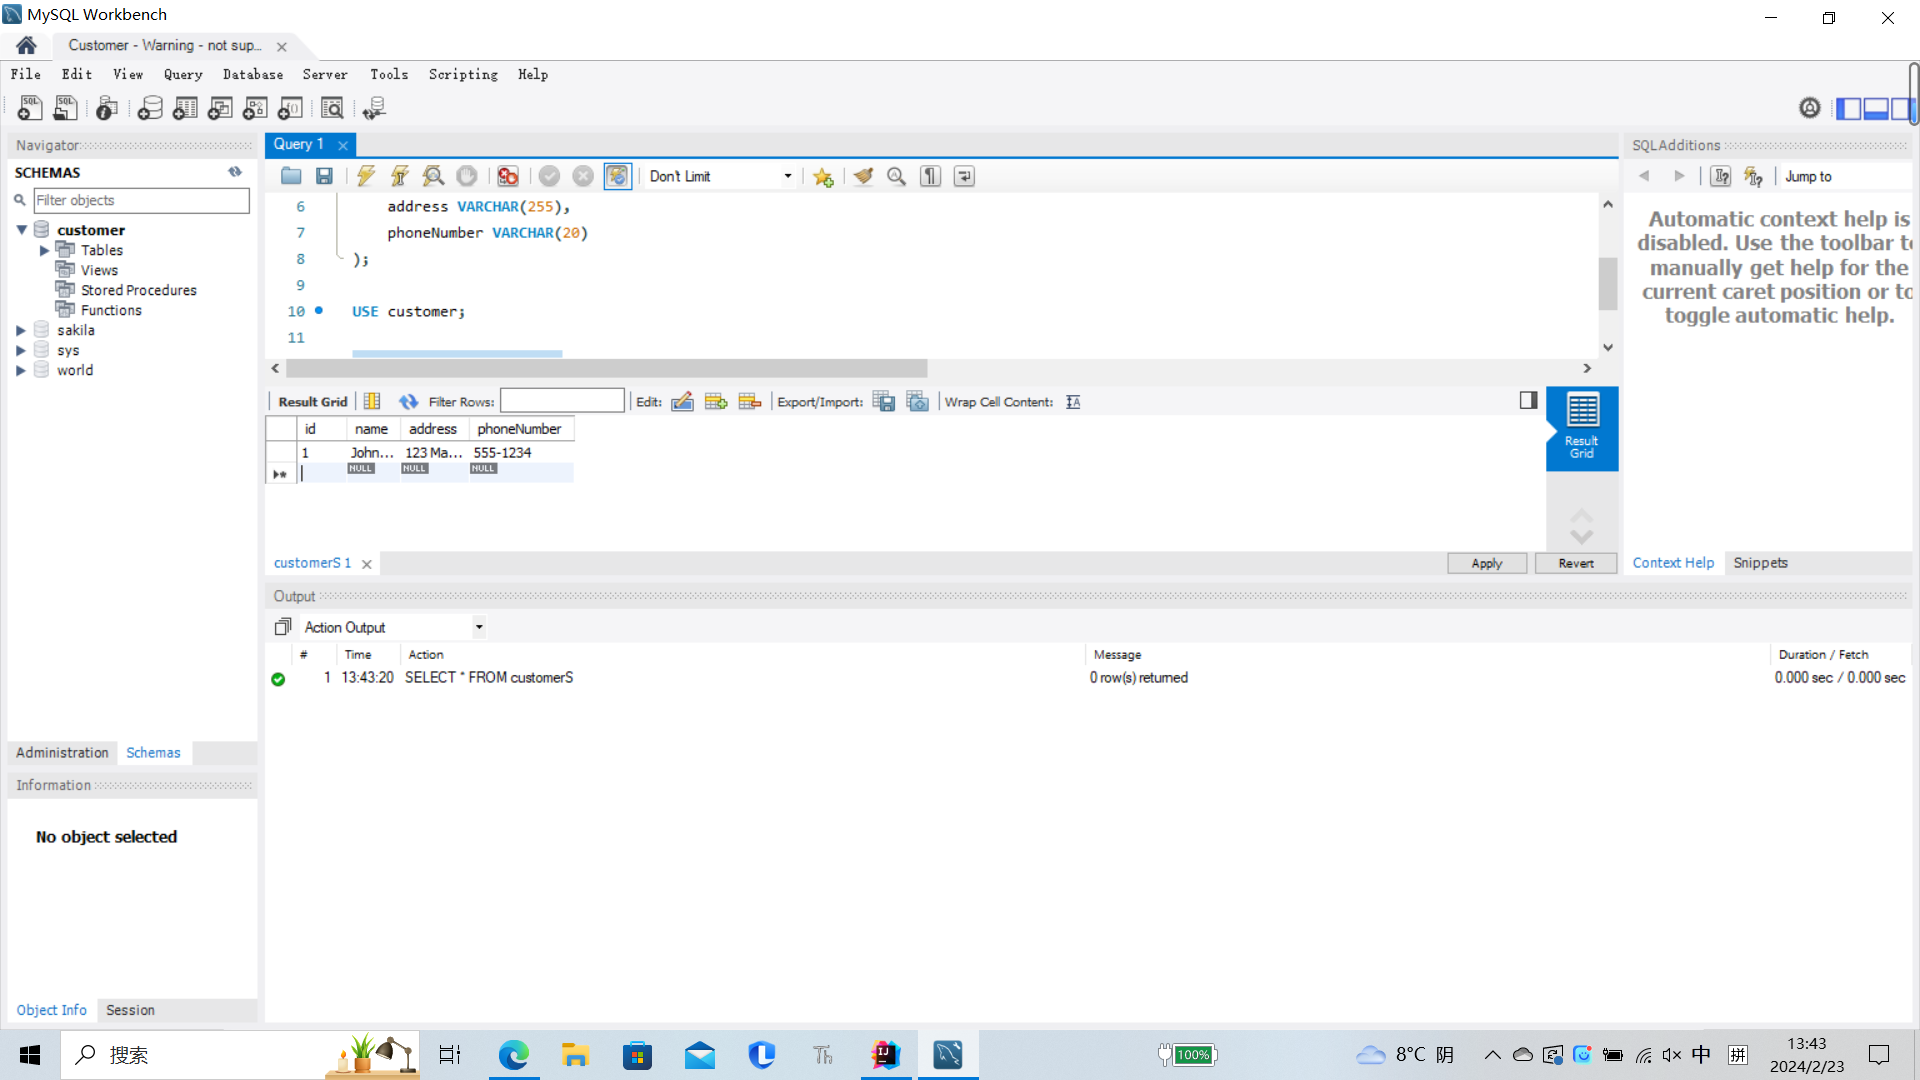 MySQL Workbench
Customer - Warning - not sup...
File Edit View Query Database Server Tools Scripting Help
Navigator
SCHEMAS
Filter objects
customer
Tables
Views
Stored Procedures
Functions
sakila
sys
world
Administration Schemas
Information
No object selected
Object Info Session
Query 1
Don't Limit
6 address VARCHAR(255),
7 phoneNumber VARCHAR(20)
8 );
9
10 USE customer;
11
Result Grid Filter Rows: Edit: Export/Import: Wrap Cell Content:
id name address phoneNumber
1 John... 123 Ma... 555-1234
NULL NULL NULL
Result
Grid
customerS 1
Apply Revert
Output
Action Output
# Time Action Message Duration / Fetch
1 13:43:20 SELECT * FROM customerS 0 row(s) returned 0.000 sec / 0.000 sec
SQLAdditions
Jump to
Automatic context help is
disabled. Use the toolbar to
manually get help for the
current caret position or to
toggle automatic help.
Context Help Snippets
搜索
100%
8°C 阴
中
拼
13:43
2024/2/23